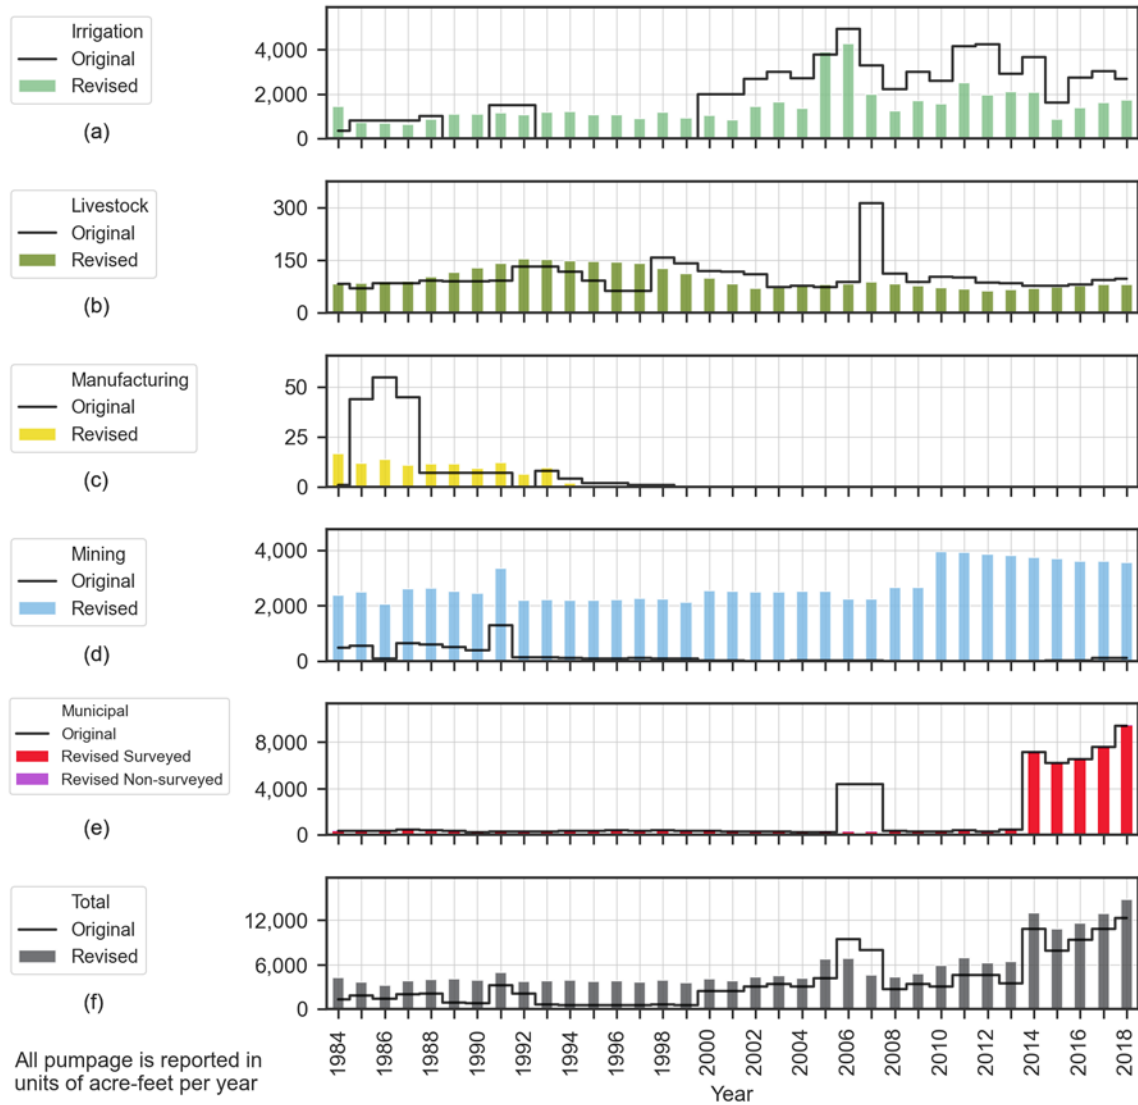 Irrigation
Original
Revised
(a)
4,000
2,000
0
Livestock
Original
Revised
(b)
300
150
0
Manufacturing
Original
Revised
(c)
50
25
0
Mining
Original
Revised
(d)
4,000
2,000
0
Municipal
Original
Revised Surveyed
Revised Non-surveyed
(e)
8,000
4,000
0
Total
Original
Revised
(f)
12,000
6,000
0
1984 1986 1988 1990 1992 1994 1996 1998 2000 2002 2004 2006 2008 2010 2012 2014 2016 2018
Year
All pumpage is reported in
units of acre-feet per year